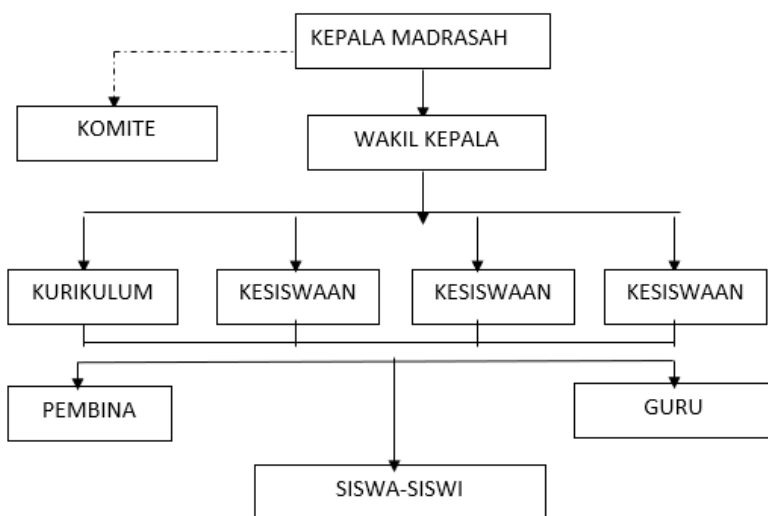 KEPALA MADRASAH
KOMITE
WAKIL KEPALA
KURIKULUM
KESISWAAN
KESISWAAN
KESISWAAN
PEMBINA
GURU
SISWA-SISWI